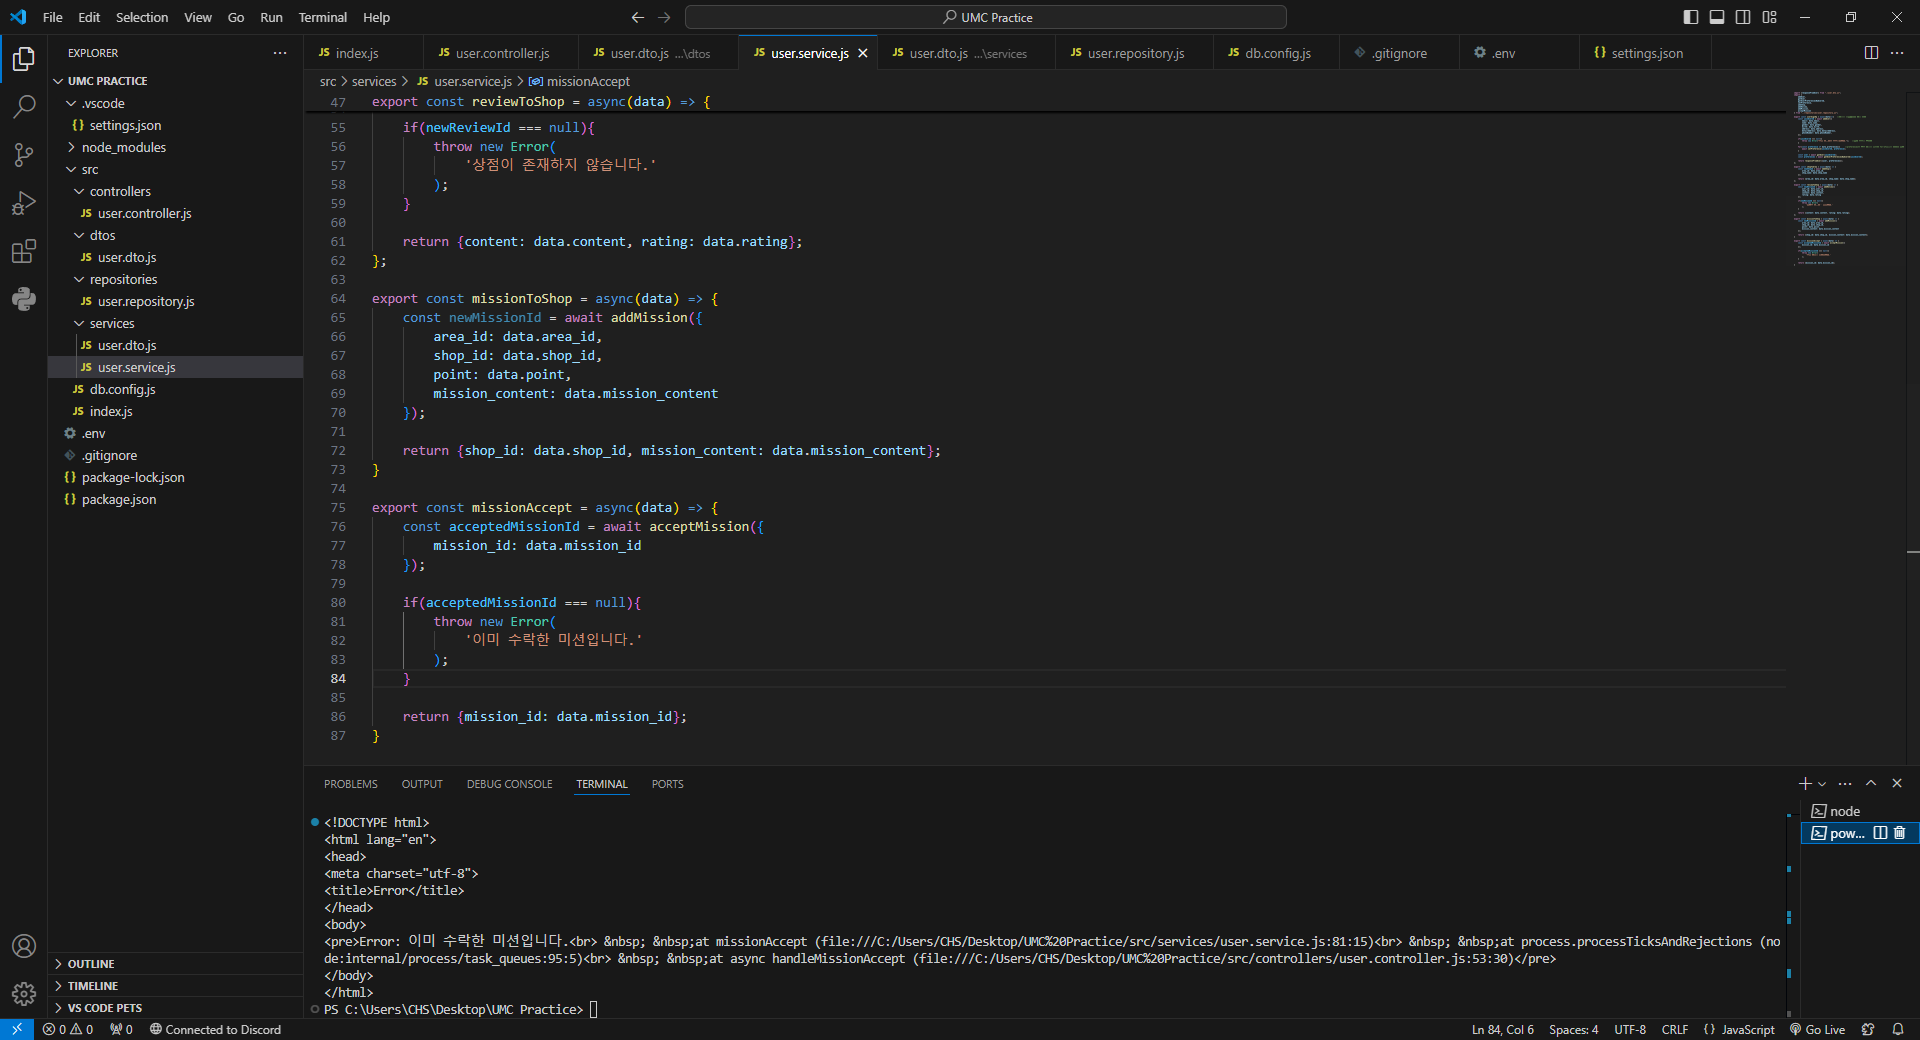 File Edit Selection View Go Run Terminal Help
UMC Practice
EXPLORER
UMC PRACTICE
.vscode
settings.json
node_modules
src
controllers
user.controller.js
dtos
user.dto.js
repositories
user.repository.js
services
user.dto.js
user.service.js
db.config.js
index.js
.env
.gitignore
package-lock.json
package.json
OUTLINE
TIMELINE
VS CODE PETS
index.js user.controller.js user.dto.js ...\dtos user.service.js user.dto.js ...\services user.repository.js db.config.js .gitignore .env settings.json
src > services > JS user.service.js > missionAccept
47 export const reviewToShop = async(data) => {
55 if(newReviewId === null){
56 throw new Error(
57 '상점이 존재하지 않습니다.'
58 );
59 }
60
61 return {content: data.content, rating: data.rating};
62 };
63
64 export const missionToShop = async(data) => {
65 const newMissionId = await addMission({
66 area_id: data.area_id,
67 shop_id: data.shop_id,
68 point: data.point,
69 mission_content: data.mission_content
70 });
71
72 return {shop_id: data.shop_id, mission_content: data.mission_content};
73 }
74
75 export const missionAccept = async(data) => {
76 const acceptedMissionId = await acceptMission({
77 mission_id: data.mission_id
78 });
79
80 if(acceptedMissionId === null){
81 throw new Error(
82 '이미 수락한 미션입니다.'
83 );
84 }
85
86 return {mission_id: data.mission_id};
87 }
PROBLEMS OUTPUT DEBUG CONSOLE TERMINAL PORTS
<!DOCTYPE html>
<html lang="en">
<head>
<meta charset="utf-8">
<title>Error</title>
</head>
<body>
<pre>Error: 이미 수락한 미션입니다.<br> &nbsp; &nbsp;at missionAccept (file:///C:/Users/CHS/Desktop/UMC%20Practice/src/services/user.service.js:81:15)<br> &nbsp; &nbsp;at process.processTicksAndRejections (no
de:internal/process/task_queues:95:5)<br> &nbsp; &nbsp;at async handleMissionAccept (file:///C:/Users/CHS/Desktop/UMC%20Practice/src/controllers/user.controller.js:53:30)</pre>
</body>
</html>
PS C:\Users\CHS\Desktop\UMC Practice>
node
pow...
0 0 0 Connected to Discord
Ln 84, Col 6 Spaces: 4 UTF-8 CRLF {} JavaScript Go Live